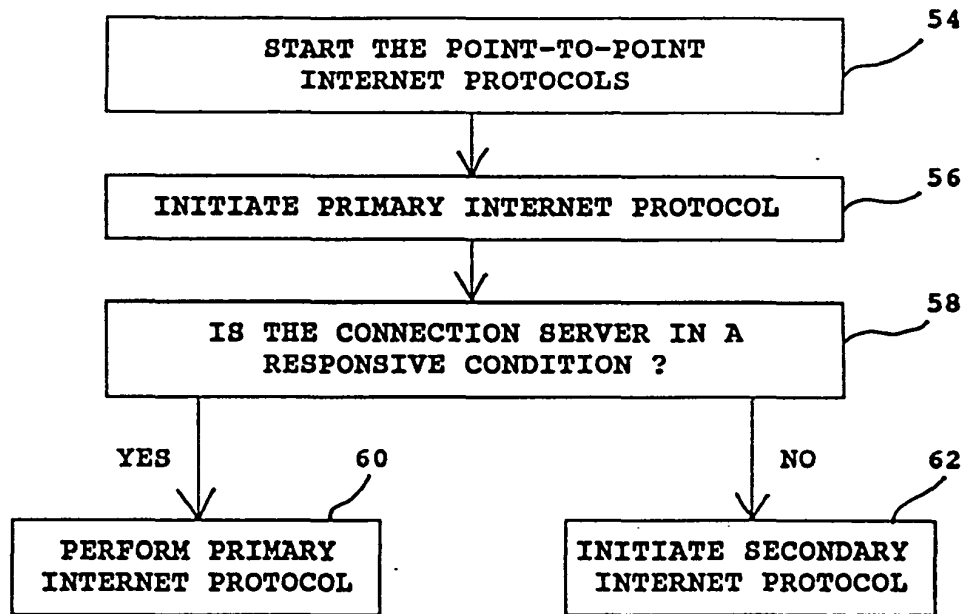 54
START THE POINT-TO-POINT
INTERNET PROTOCOLS
56
INITIATE PRIMARY INTERNET PROTOCOL
58
IS THE CONNECTION SERVER IN A
RESPONSIVE CONDITION ?
YES
60
NO
62
PERFORM PRIMARY
INTERNET PROTOCOL
INITIATE SECONDARY
INTERNET PROTOCOL